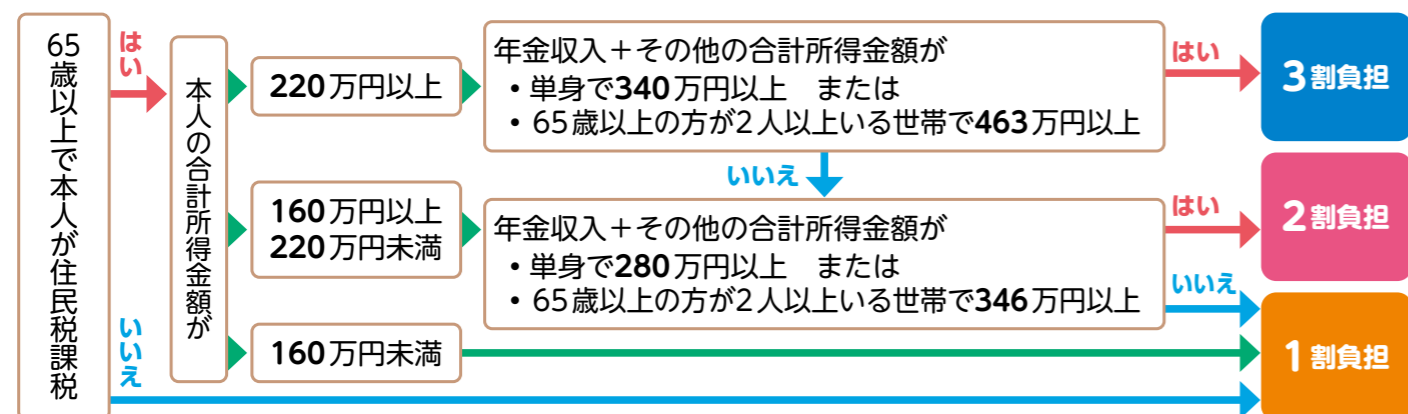 65歳以上で本人が住民税課税
はい
いいえ
本人の合計所得金額が
220万円以上
年金収入＋その他の合計所得金額が
・単身で340万円以上　または
・65歳以上の方が2人以上いる世帯で463万円以上
はい
3割負担
いいえ
160万円以上
220万円未満
年金収入＋その他の合計所得金額が
・単身で280万円以上　または
・65歳以上の方が2人以上いる世帯で346万円以上
はい
2割負担
いいえ
160万円未満
1割負担